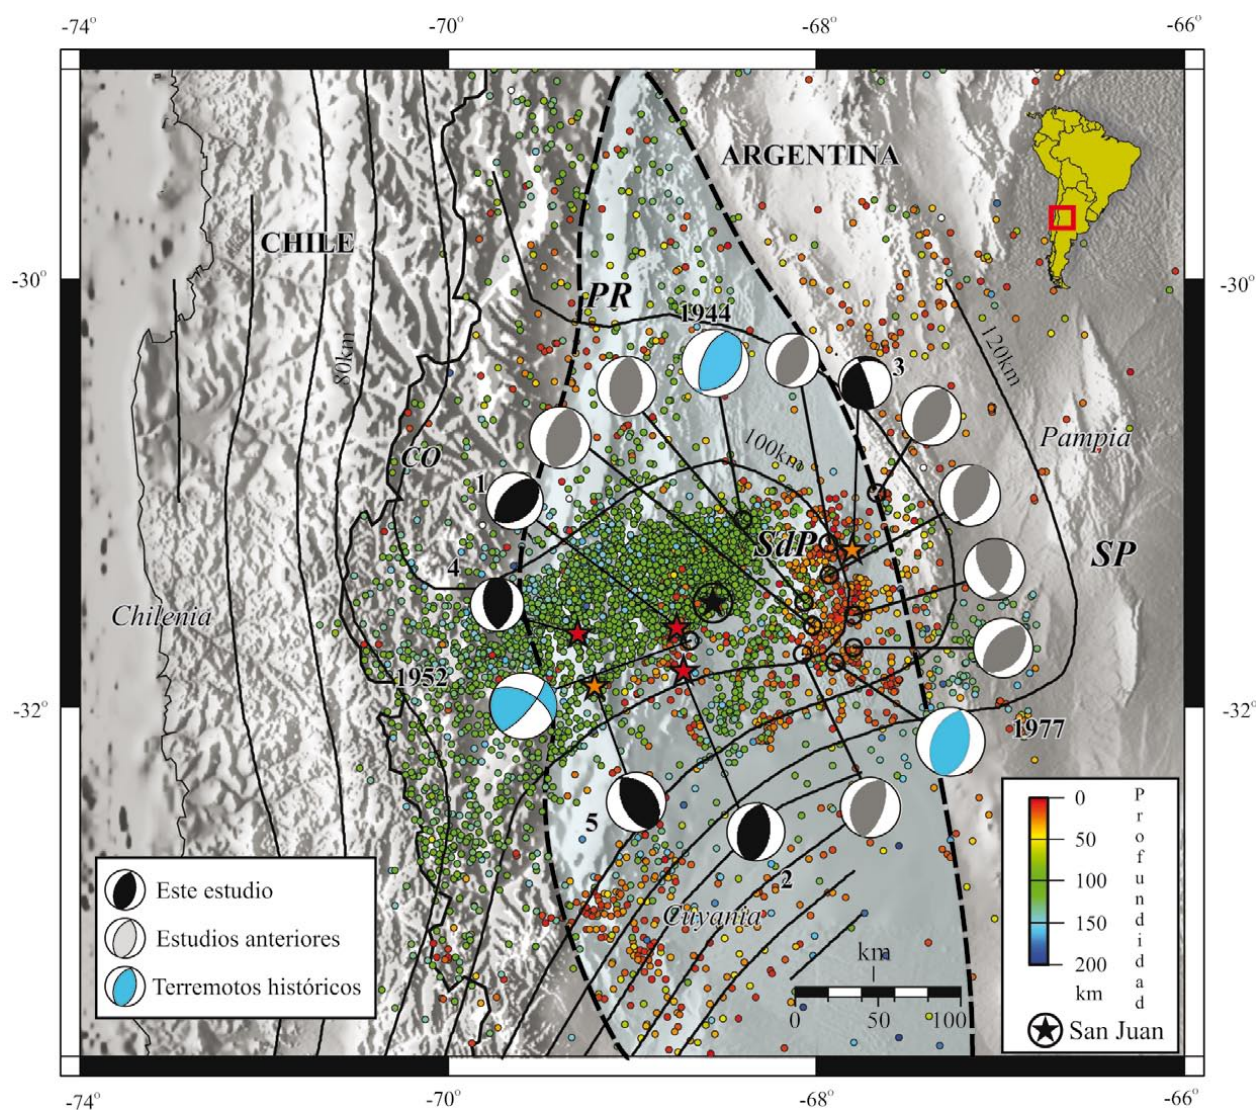 -74°
-70°
-68°
-66°
ARGENTINA
CHILE
-30°
-30°
PR
1944
80km
120km
3
Pampia
CO
100km
1
SdP
SP
4
Chilenia
1952
-32°
-32°
1977
5
2
Cuyania
km
0 50 100
Este estudio
Estudios anteriores
Terremotos históricos
0
50
100
150
200
km
Profundidad
San Juan
-74°
-70°
-68°
-66°